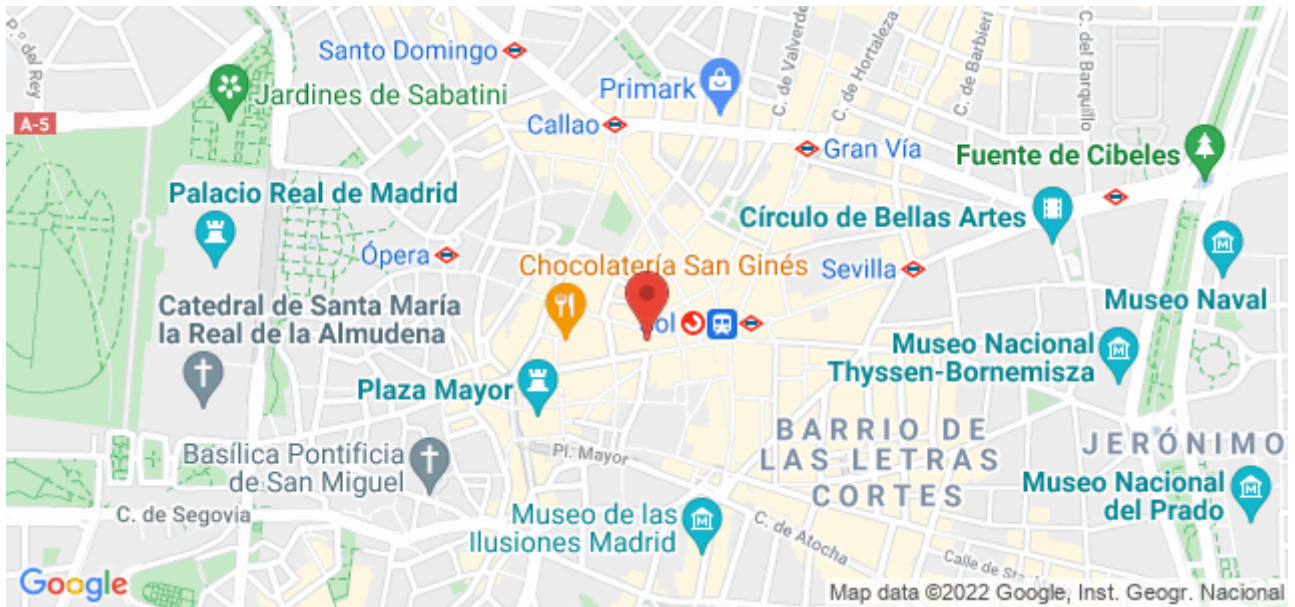 P.º del Rey
Santo Domingo
C. de Valverde
C. de Hortaleza
C. de Barbieri
C. del Barquillo
Jardines de Sabatini
Primark
A-5
Callao
Gran Vía
Fuente de Cibeles
Palacio Real de Madrid
Círculo de Bellas Artes
Ópera
Chocolatería San Ginés
Sevilla
Museo Naval
Catedral de Santa María
la Real de la Almudena
Sol
Museo Nacional
Thyssen-Bornemisza
Plaza Mayor
BARRIO DE
LAS LETRAS
CORTES
JERÓNIMO
Pl. Mayor
Basílica Pontificia
de San Miguel
Museo Nacional
del Prado
C. de Segovia
Museo de las
Ilusiones Madrid
C. de Atocha
Calle de
Google
Map data ©2022 Google, Inst. Geogr. Nacional